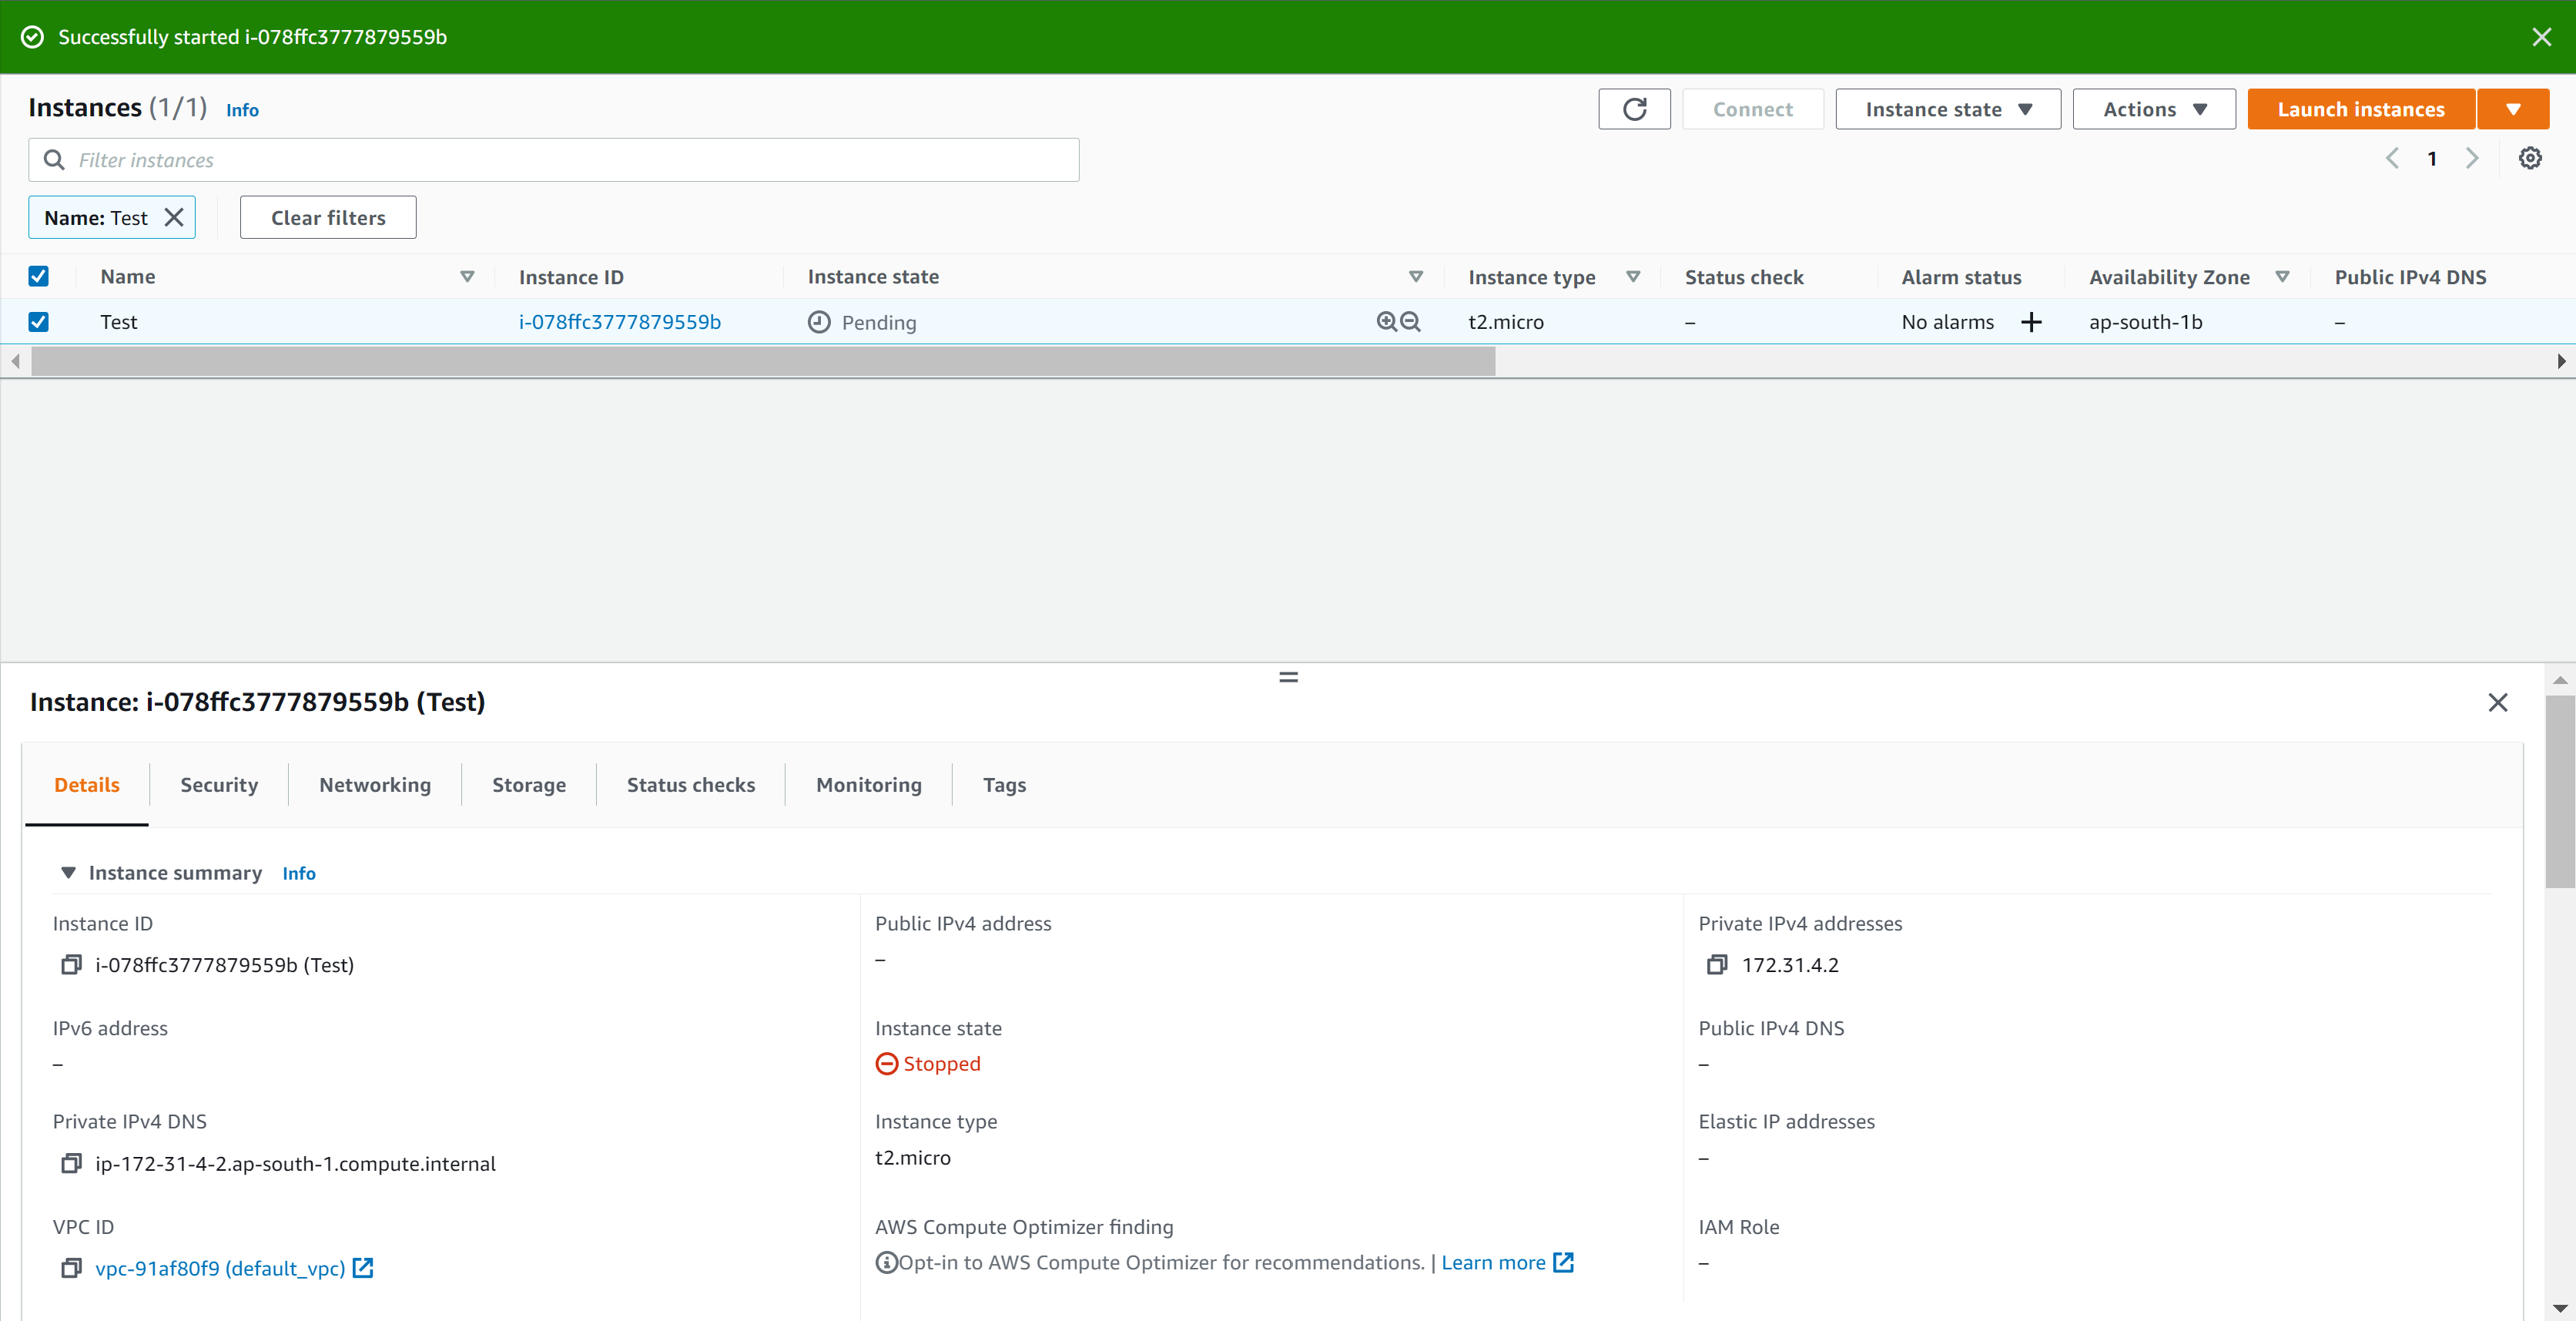 Successfully started i-078ffc3777879559b
Instances (1/1) Info
Connect
Instance state
Actions
Launch instances
Filter instances
1
Name: Test
Clear filters
Name Instance ID Instance state Instance type Status check Alarm status Availability Zone Public IPv4 DNS
Test i-078ffc3777879559b Pending t2.micro – No alarms + ap-south-1b –
Instance: i-078ffc3777879559b (Test)
Details Security Networking Storage Status checks Monitoring Tags
Instance summary Info
Instance ID Public IPv4 address Private IPv4 addresses
i-078ffc3777879559b (Test) – 172.31.4.2
IPv6 address Instance state Public IPv4 DNS
– Stopped –
Private IPv4 DNS Instance type Elastic IP addresses
ip-172-31-4-2.ap-south-1.compute.internal t2.micro –
VPC ID AWS Compute Optimizer finding IAM Role
vpc-91af80f9 (default_vpc) Opt-in to AWS Compute Optimizer for recommendations. | Learn more –